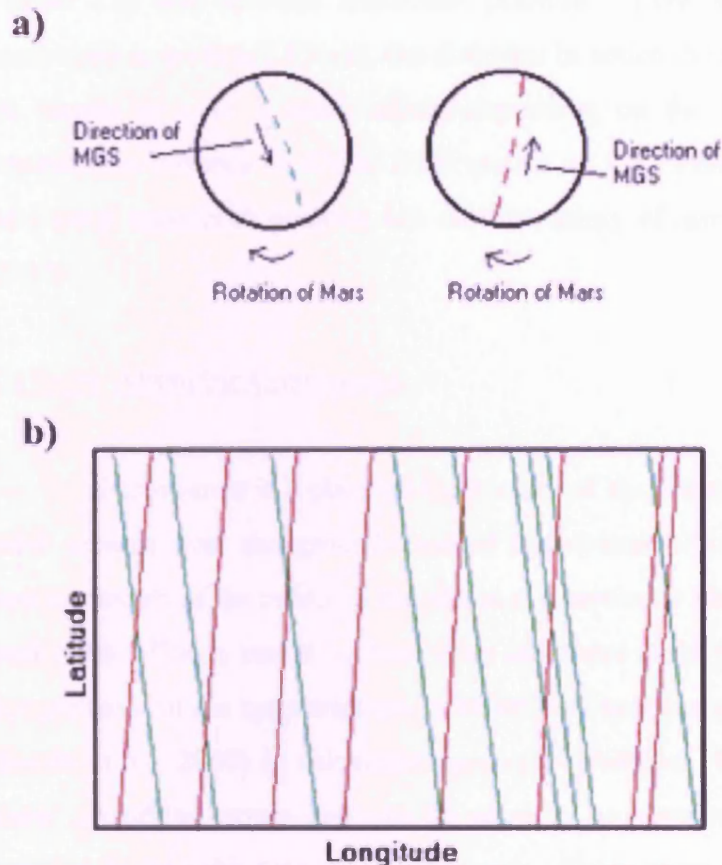 a)
Direction of
MGS
Direction of
MGS
Rotation of Mars
Rotation of Mars
b)
Latitude
Longitude